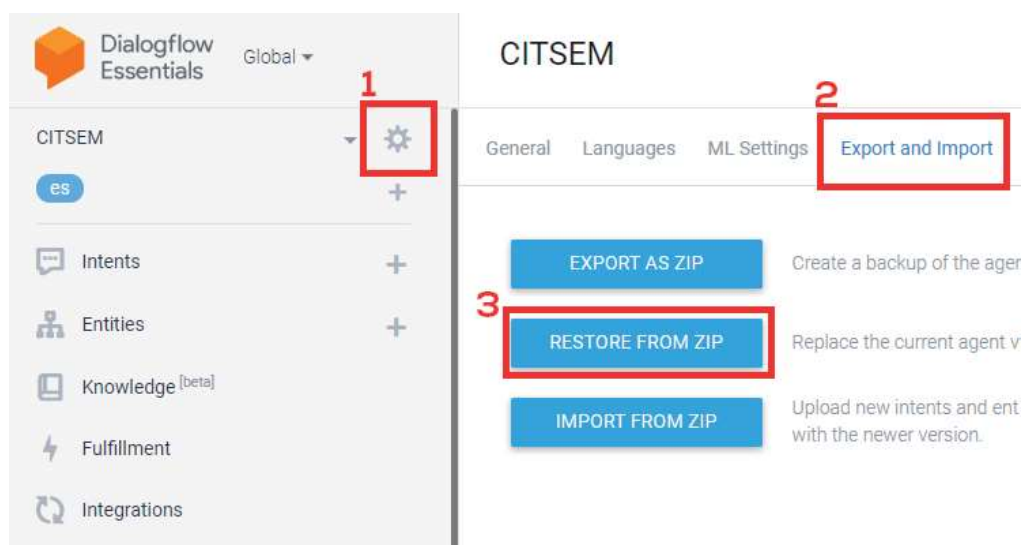 Dialogflow
Essentials
Global
1
CITSEM
es
Intents
Entities
Knowledge [beta]
Fulfillment
Integrations
CITSEM
2
General Languages ML Settings Export and Import
EXPORT AS ZIP Create a backup of the
3
RESTORE FROM ZIP Replace the current agent
IMPORT FROM ZIP Upload new intents and
with the newer version.